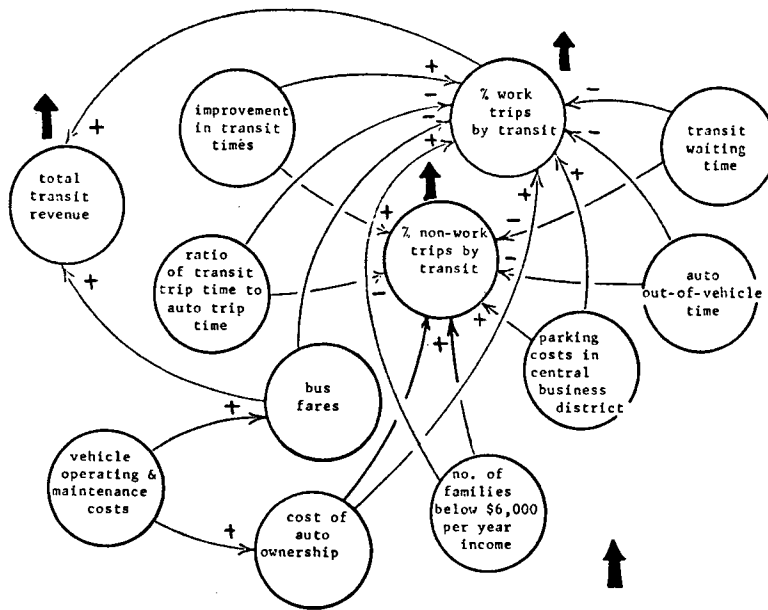 % work
trips
by transit
improvement
in transit
times
transit
waiting
time
total
transit
revenue
% non-work
trips by
transit
ratio
of transit
trip time to
auto trip
time
auto
out-of-vehicle
time
parking
costs in
central
business
district
bus
fares
vehicle
operating &
maintenance
costs
cost of
auto
ownership
no. of
families
below $6,000
per year
income
+
+
-
-
+
-
-
+
+
+
+
-
-
-
+
+
+
+
+